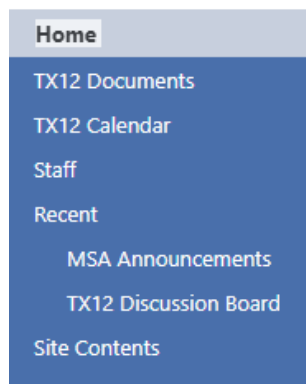 Home
TX12 Documents
TX12 Calendar
Staff
Recent
MSA Announcements
TX12 Discussion Board
Site Contents